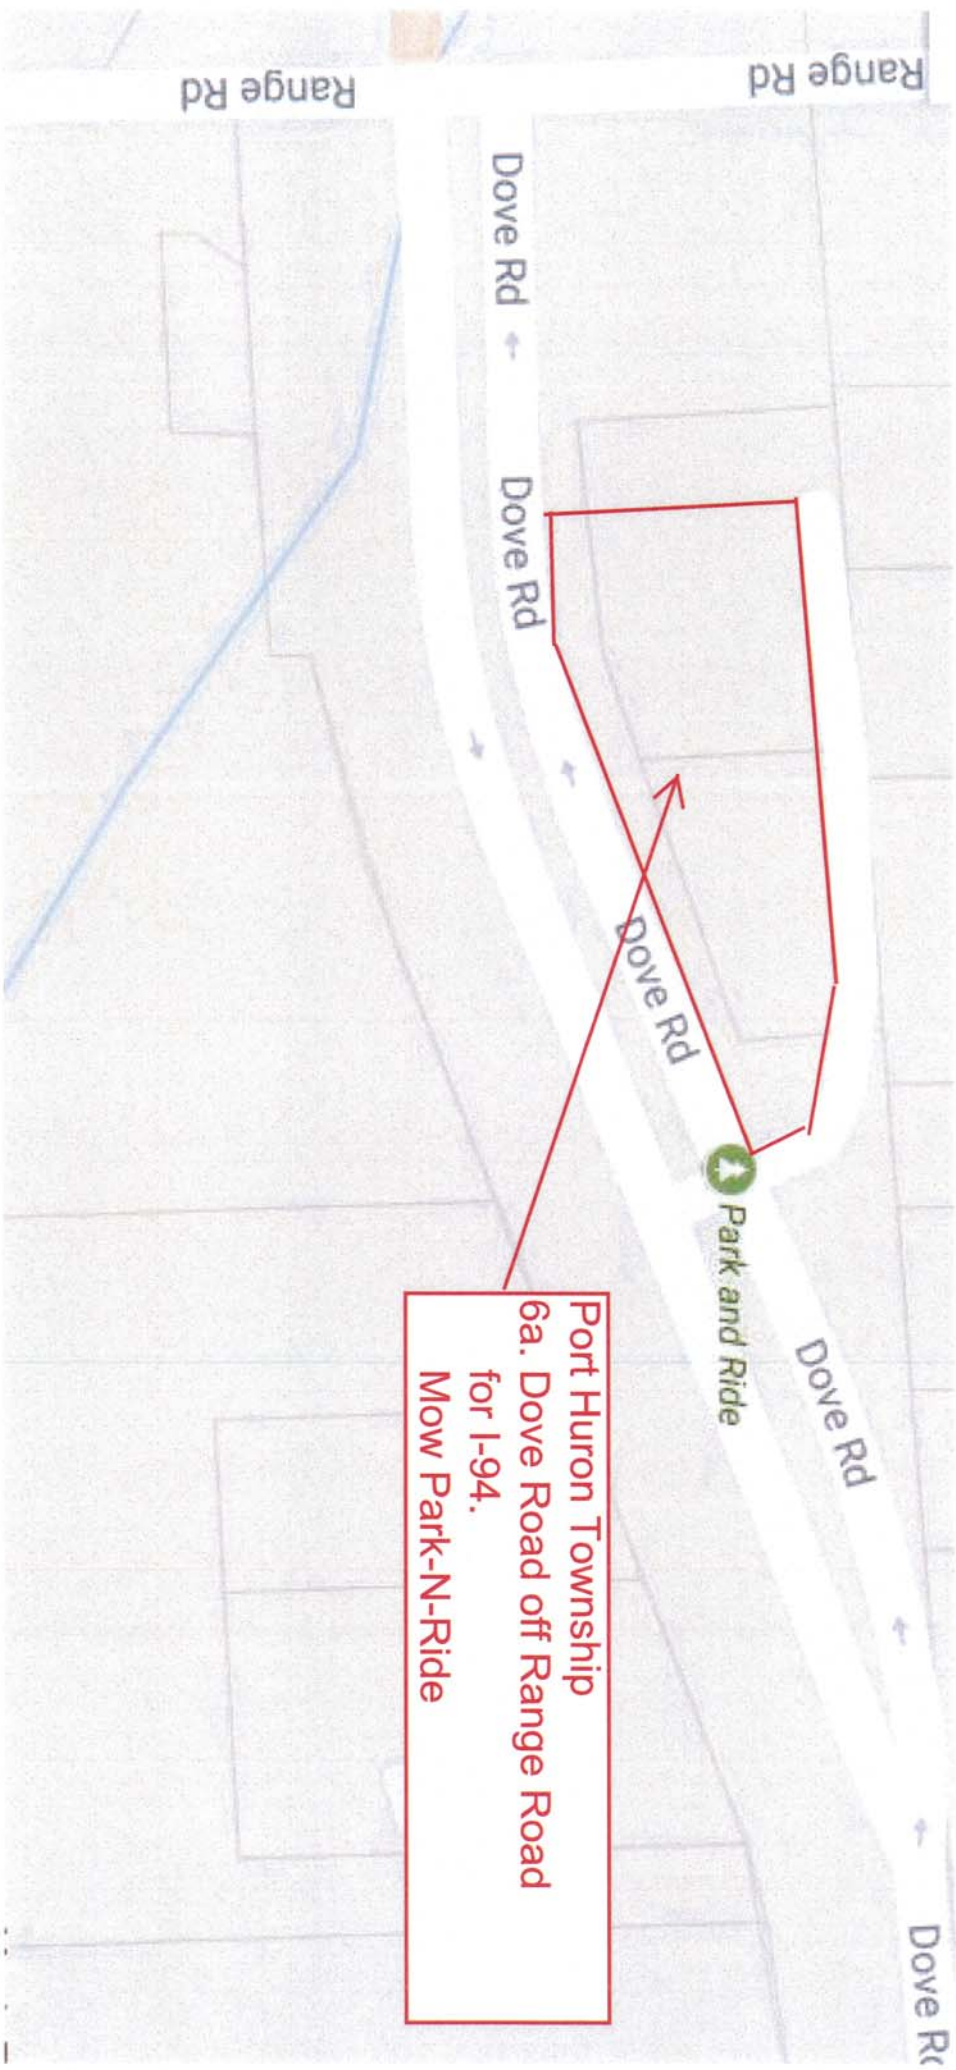 Range Rd
Range Rd
Dove Rd
Dove Rd
Dove Rd
Park and Ride
Dove Rd
Port Huron Township
6a. Dove Road off Range Road
for I-94.
Mow Park-N-Ride